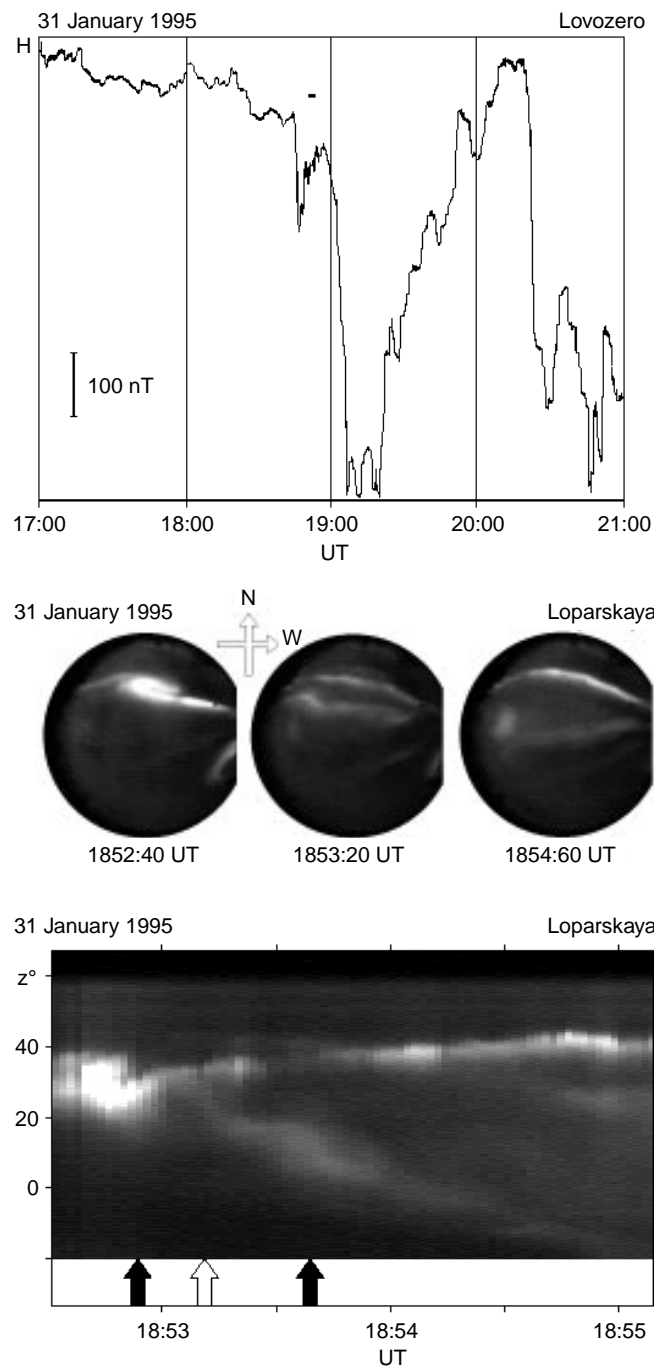 31 January 1995 Lovozero
H
100 nT
17:00 18:00 19:00 20:00 21:00
UT
31 January 1995 N Loparskaya
W
1852:40 UT 1853:20 UT 1854:60 UT
31 January 1995 Loparskaya
z°
40
20
0
18:53 18:54 18:55
UT